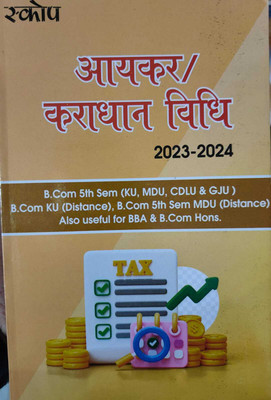 स्कोप
आयकर/
कराधान विधि
2023-2024
B.Com 5th Sem (KU, MDU, CDLU & GJU )
B.Com KU (Distance), B.Com 5th Sem MDU (Distance)
Also useful for BBA & B.Com Hons.
TAX